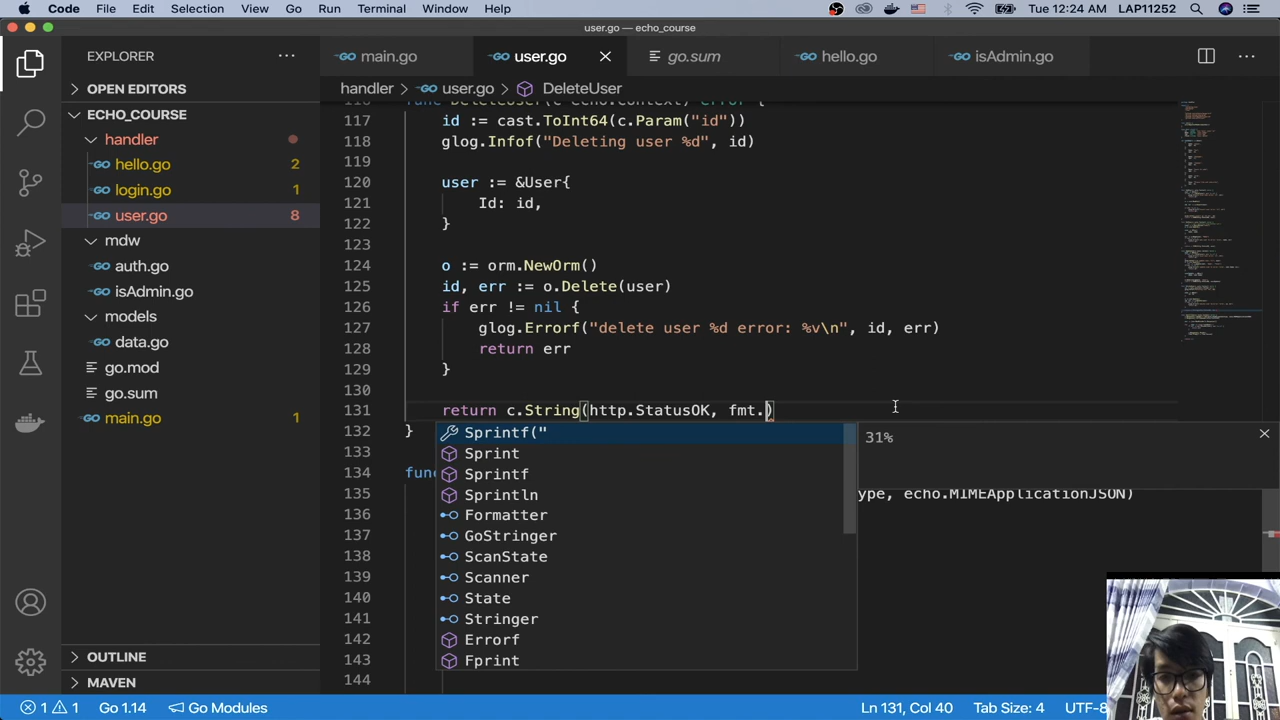 Code File Edit Selection View Go Run Terminal Window Help Tue 12:24 AM LAP11252
user.go — echo_course
EXPLORER
main.go user.go go.sum hello.go isAdmin.go
OPEN EDITORS
handler > user.go > DeleteUser
ECHO_COURSE
handler
hello.go 2
login.go 1
user.go 8
mdw
auth.go
isAdmin.go
models
data.go
go.mod
go.sum
main.go 1
OUTLINE
MAVEN
func DeleteUser(c echo.Context) error {
117 id := cast.ToInt64(c.Param("id"))
118 glog.Infof("Deleting user %d", id)
119
120 user := &User{
121 Id: id,
122 }
123
124 o := orm.NewOrm()
125 id, err := o.Delete(user)
126 if err != nil {
127 glog.Errorf("delete user %d error: %v\n", id, err)
128 return err
129 }
130
131 return c.String(http.StatusOK, fmt.)
132 }
133
134 func
135 ype, echo.MIMEApplicationJSON)
136
137
138
139
140
141
142
143
144
Sprintf("
Sprint
Sprintf
Sprintln
Formatter
GoStringer
ScanState
Scanner
State
Stringer
Errorf
Fprint
31%
1 1 Go 1.14 Go Modules Ln 131, Col 40 Tab Size: 4 UTF-8